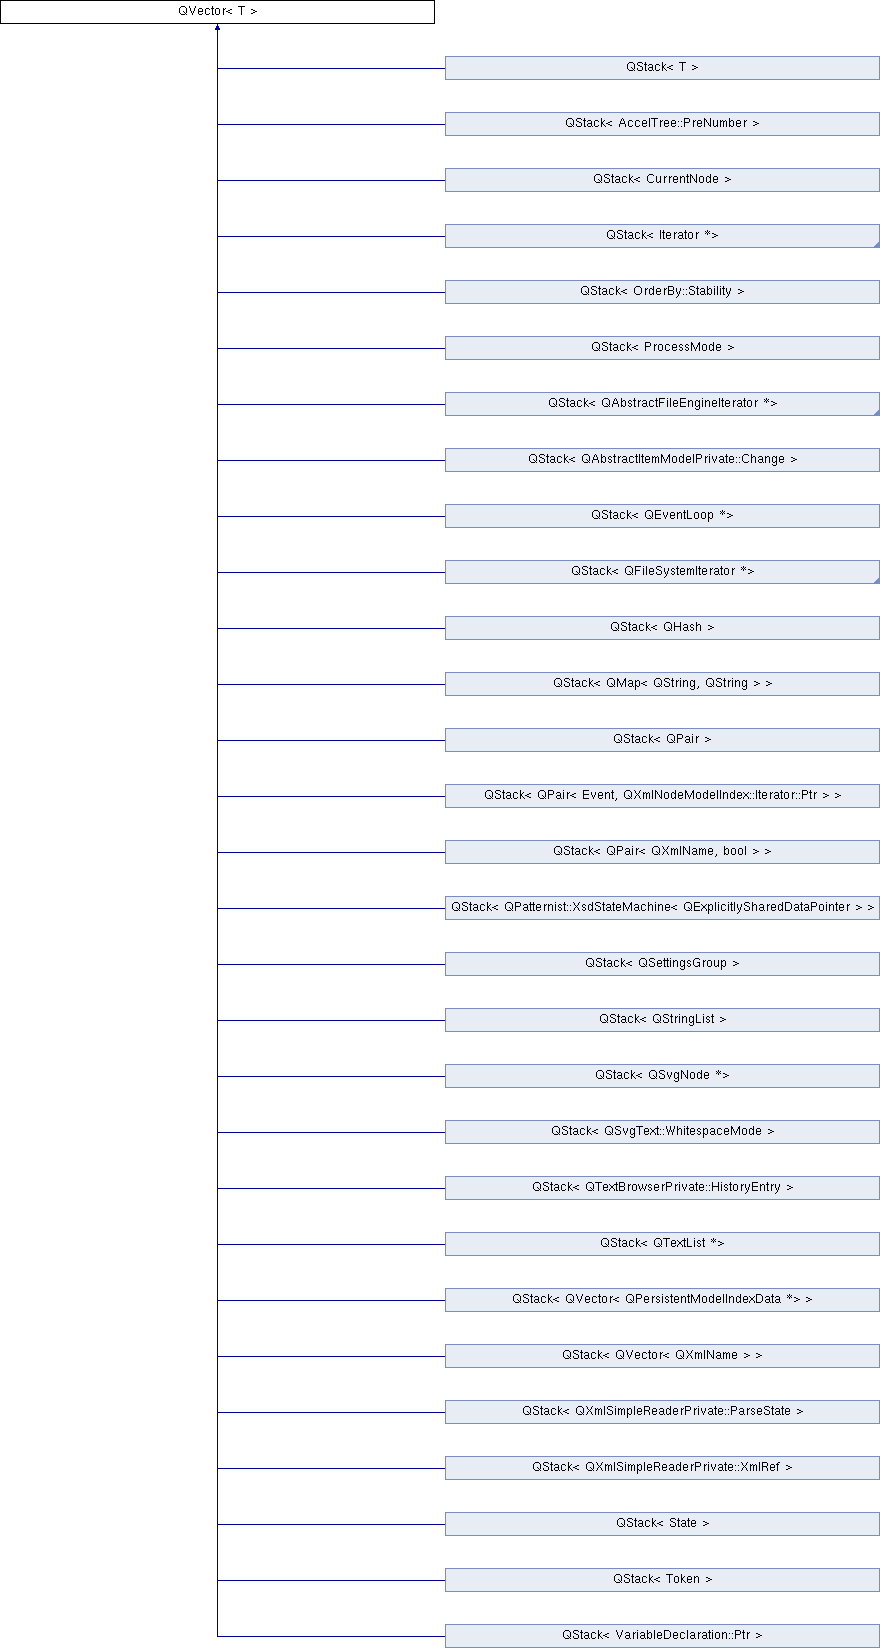 QVector< T >
QStack< T >
QStack< AccelTree::PreNumber >
QStack< CurrentNode >
QStack< Iterator *>
QStack< OrderBy::Stability >
QStack< ProcessMode >
QStack< QAbstractFileEngineIterator *>
QStack< QAbstractItemModelPrivate::Change >
QStack< QEventLoop *>
QStack< QFileSystemIterator *>
QStack< QHash >
QStack< QMap< QString, QString > >
QStack< QPair >
QStack< QPair< Event, QXmlNodeModelIndex::Iterator::Ptr > >
QStack< QPair< QXmlName, bool > >
QStack< QPatternist::XsdStateMachine< QExplicitlySharedDataPointer > >
QStack< QSettingsGroup >
QStack< QStringList >
QStack< QSvgNode *>
QStack< QSvgText::WhitespaceMode >
QStack< QTextBrowserPrivate::HistoryEntry >
QStack< QTextList *>
QStack< QVector< QPersistentModelIndexData *> >
QStack< QVector< QXmlName > >
QStack< QXmlSimpleReaderPrivate::ParseState >
QStack< QXmlSimpleReaderPrivate::XmlRef >
QStack< State >
QStack< Token >
QStack< VariableDeclaration::Ptr >